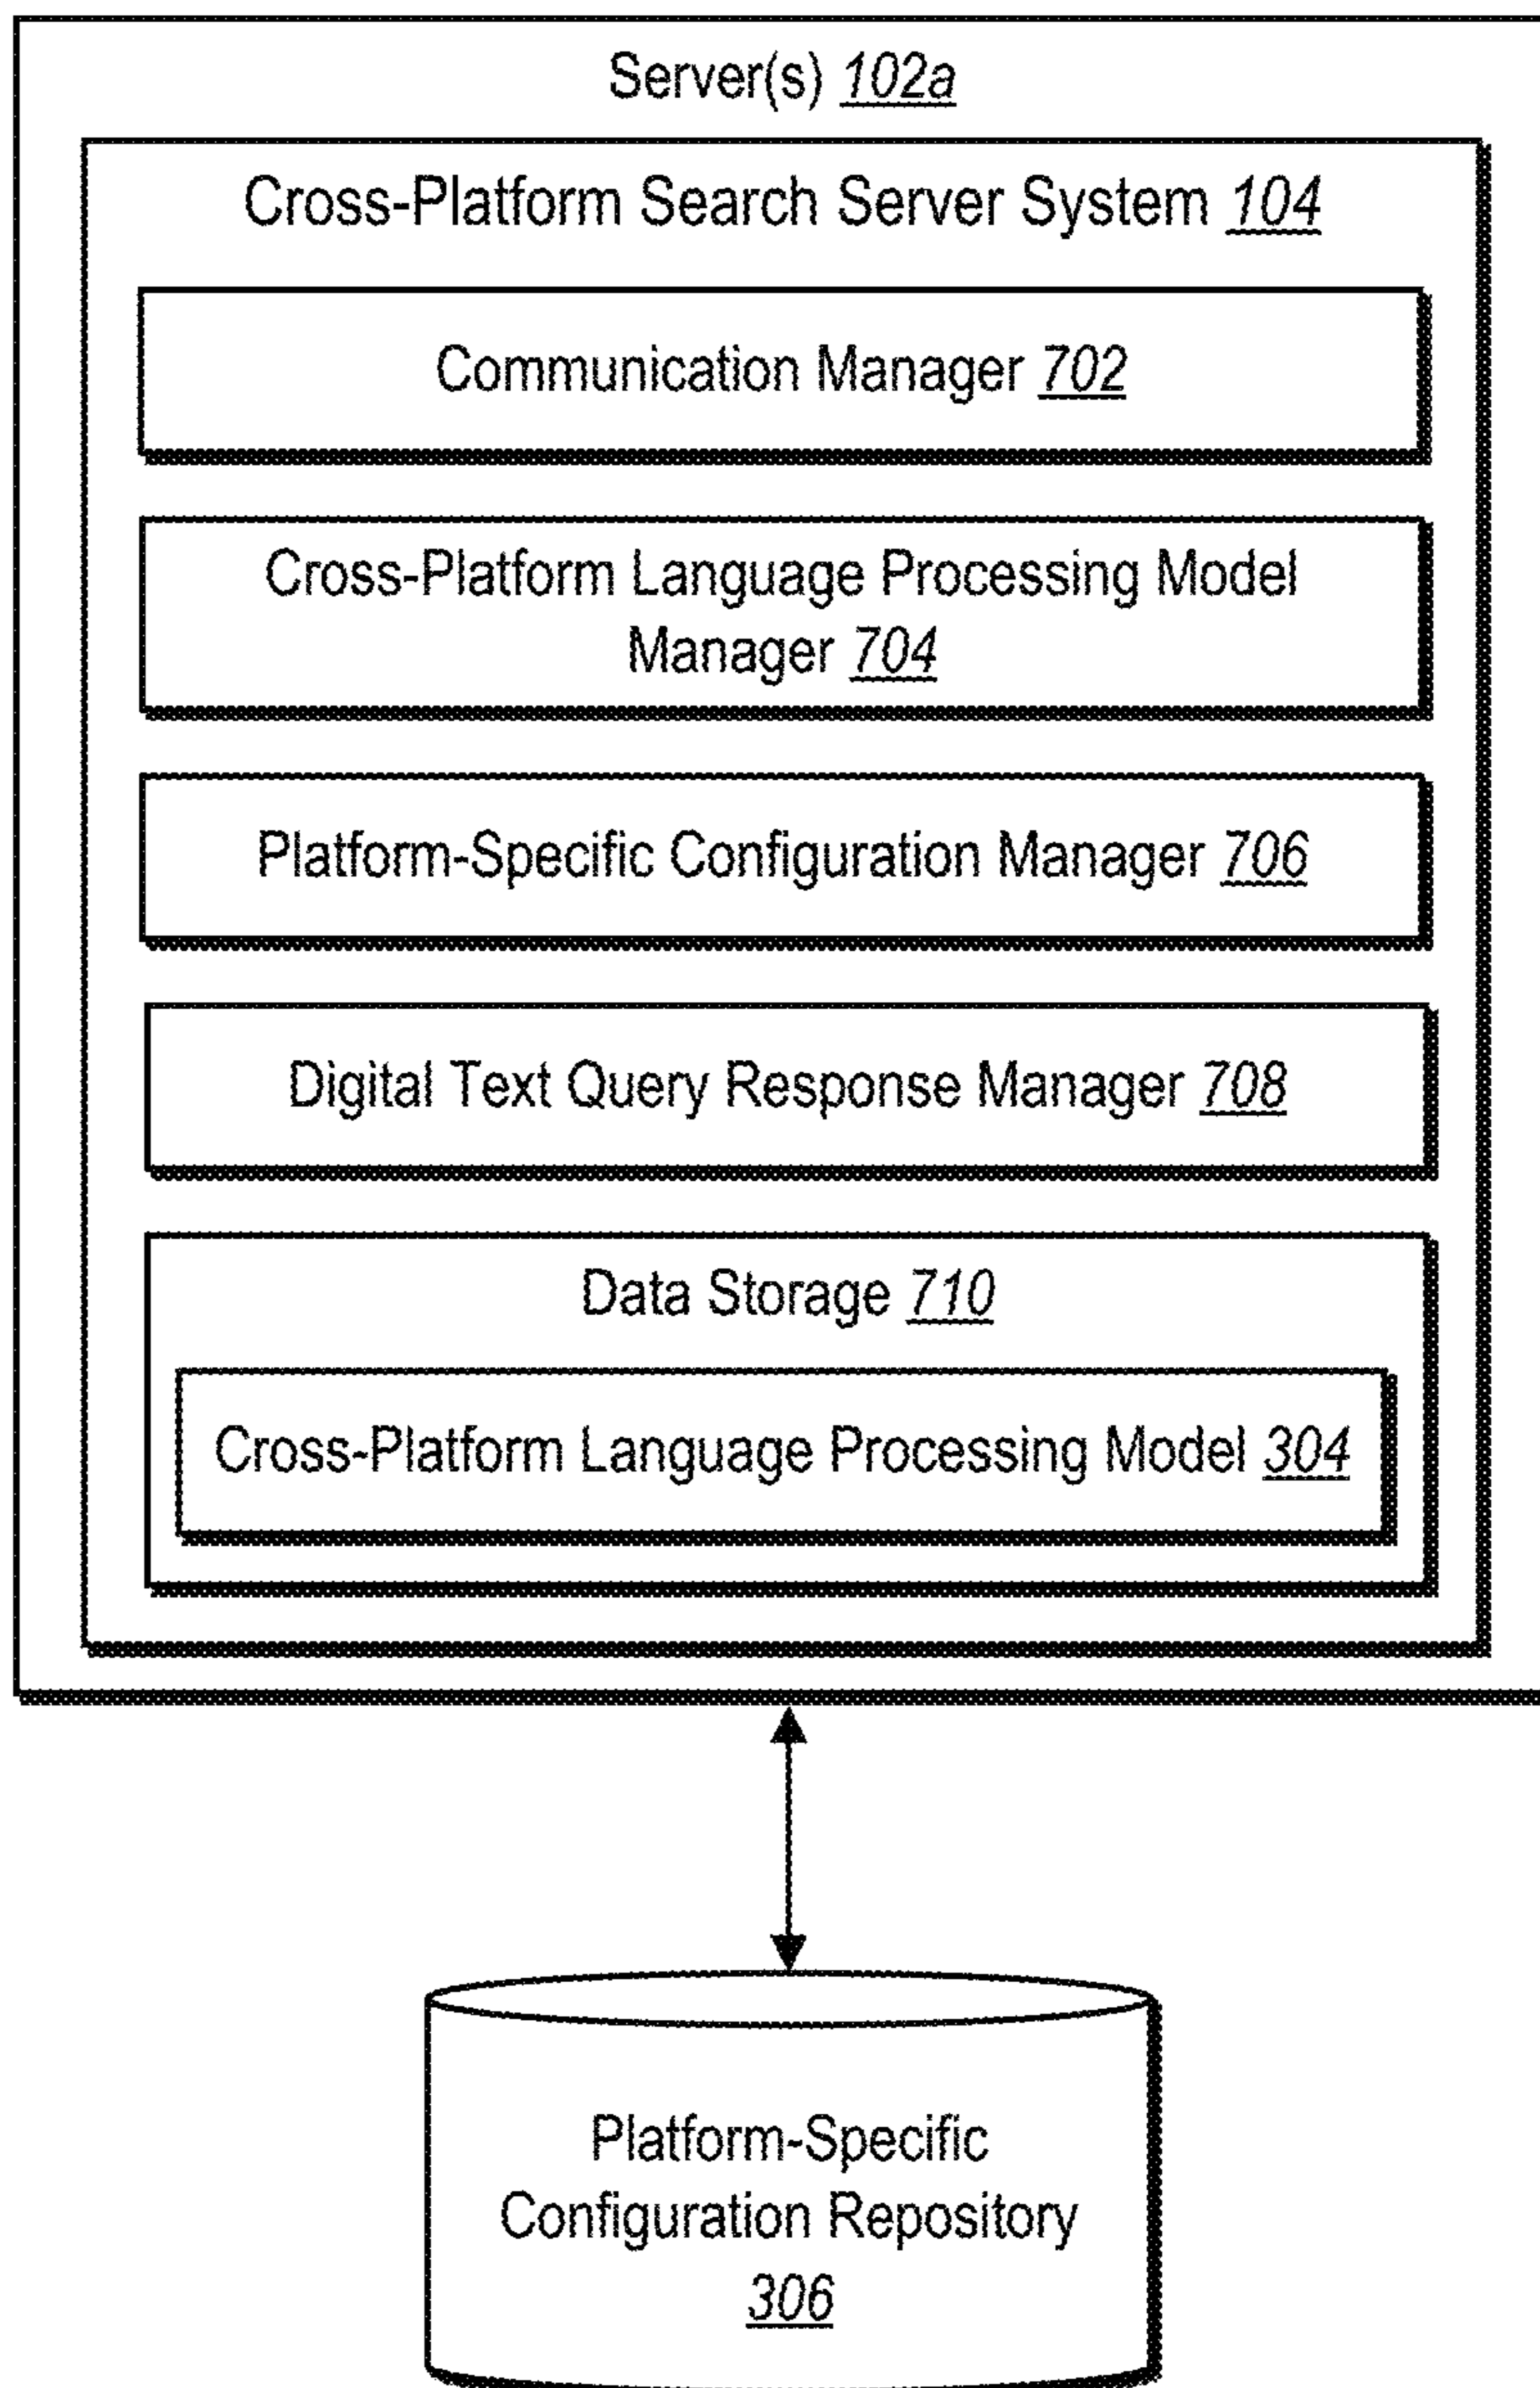 Server(s) 102a
Cross-Platform Search Server System 104
Communication Manager 702
Cross-Platform Language Processing Model
Manager 704
Platform-Specific Configuration Manager 706
Digital Text Query Response Manager 708
Data Storage 710
Cross-Platform Language Processing Model 304
Platform-Specific
Configuration Repository
306